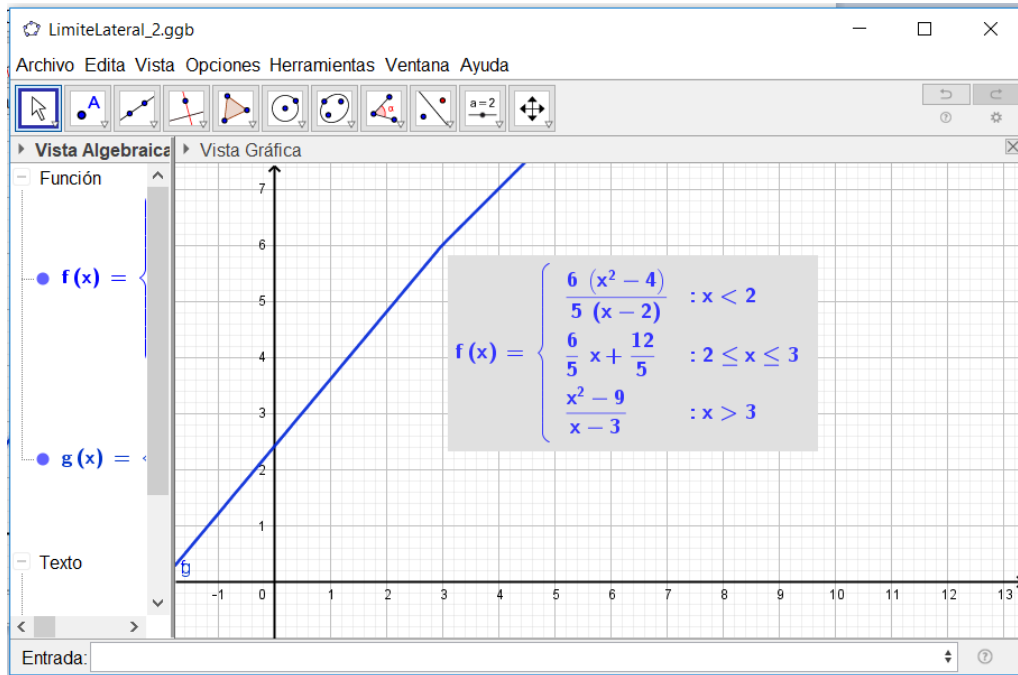 LimiteLateral_2.ggb
Archivo Edita Vista Opciones Herramientas Ventana Ayuda
A α a=2
Vista Algebraica Vista Gráfica
Función
f(x) = {
g(x) =
Texto
7
6
5
4
3
2
1
f
g
-1 0 1 2 3 4 5 6 7 8 9 10 11 12 13
f(x) = { 6 (x² − 4) / 5 (x − 2) : x < 2
6/5 x + 12/5 : 2 ≤ x ≤ 3
x² − 9 / x − 3 : x > 3
Entrada: